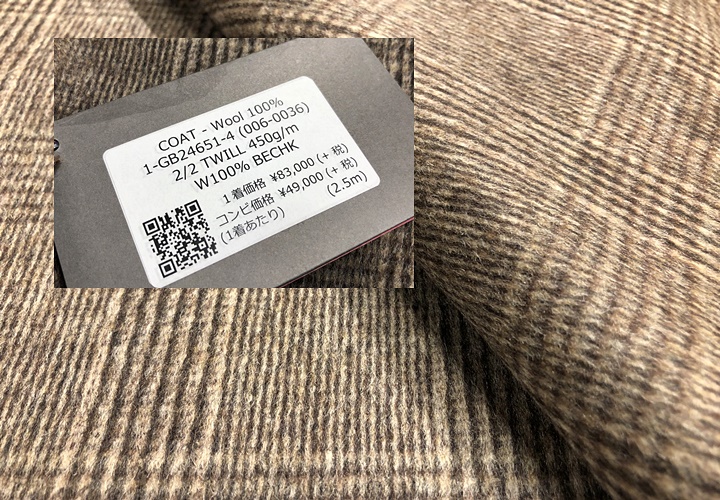 COAT - Wool 100%
1-GB24651-4 (006-0036)
2/2 TWILL 450g/m
W100% BECHK
1着価格 ¥83,000 (+ 税)
コンビ価格 ¥49,000 (+ 税)
(1着あたり) (2.5m)